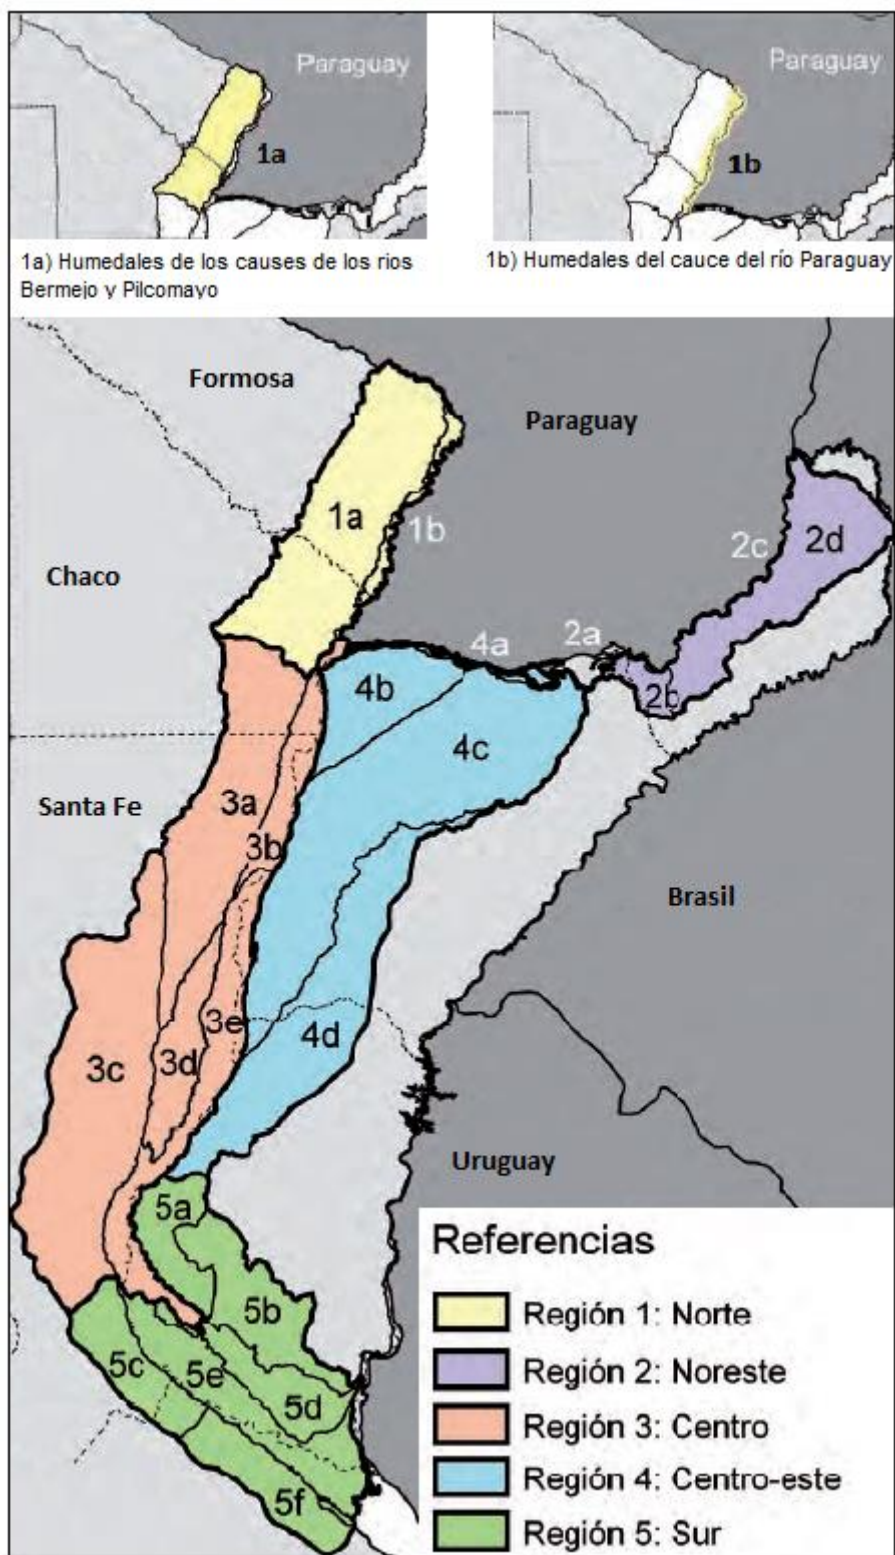 Paraguay
1a
1a) Humedales de los causes de los rios
Bermejo y Pilcomayo
Paraguay
1b
1b) Humedales del cauce del río Paraguay
Formosa
Paraguay
1a
1b
2c
2d
Chaco
4a
2a
4b
2b
4c
Santa Fe
3a
3b
Brasil
3e
4d
3d
3c
Uruguay
5a
5b
5c
5e
5d
5f
Referencias
Región 1: Norte
Región 2: Noreste
Región 3: Centro
Región 4: Centro-este
Región 5: Sur